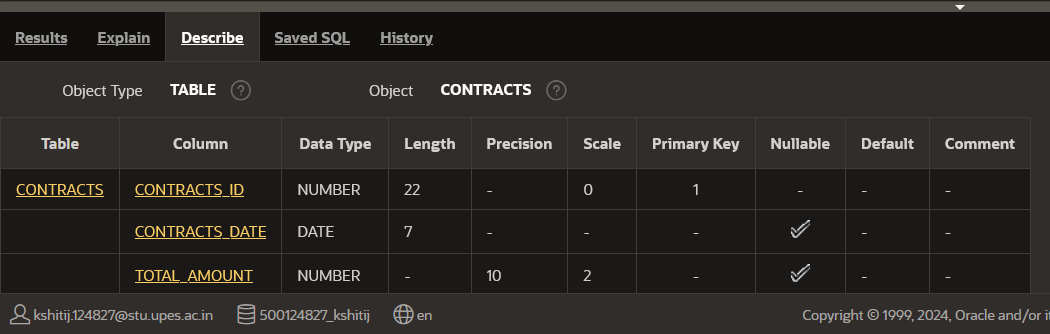 Results Explain Describe Saved SQL History
Object Type TABLE ? Object CONTRACTS ?
Table Column Data Type Length Precision Scale Primary Key Nullable Default Comment
CONTRACTS CONTRACTS_ID NUMBER 22 - 0 1 - - -
CONTRACTS_DATE DATE 7 - - - - -
TOTAL_AMOUNT NUMBER - 10 2 - - -
kshitij.124827@stu.upes.ac.in 500124827_kshitij en Copyright © 1999, 2024, Oracle and/or